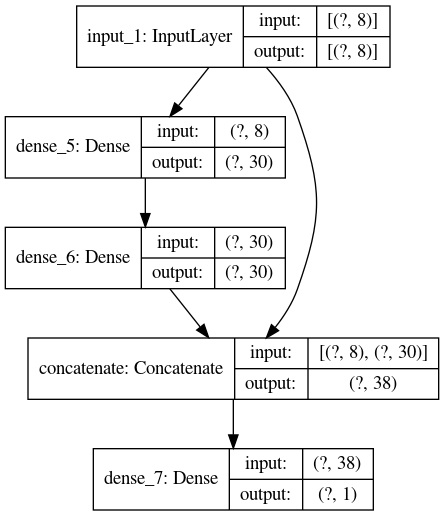 input_1: InputLayer
input: [(?, 8)]
output: [(?, 8)]
dense_5: Dense
input: (?, 8)
output: (?, 30)
dense_6: Dense
input: (?, 30)
output: (?, 30)
concatenate: Concatenate
input: [(?, 8), (?, 30)]
output: (?, 38)
dense_7: Dense
input: (?, 38)
output: (?, 1)